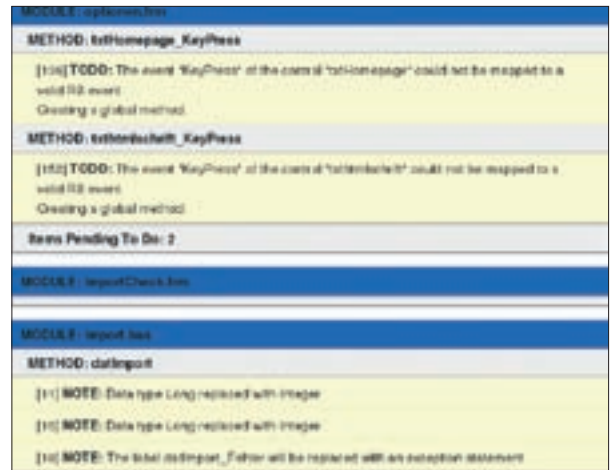 MODULE: optionen.frm
METHOD: txtHomepage_KeyPress
TODO: The event "KeyPress" of the control "txtHomepage" could not be mapped to a
valid RB event
Creating a global method.
METHOD: KeyPress
TODO: The event "KeyPress" of the control could not be mapped to a
valid RB event
Creating a global method.
Items Pending To Do: 2
MODULE: importCheck.frm
MODULE: import.bas
METHOD: datImport
[11] NOTE: Data type Long replaced with Integer
NOTE: Data type Long replaced with Integer
NOTE: The label datImport_Fehler will be replaced with an exception statement